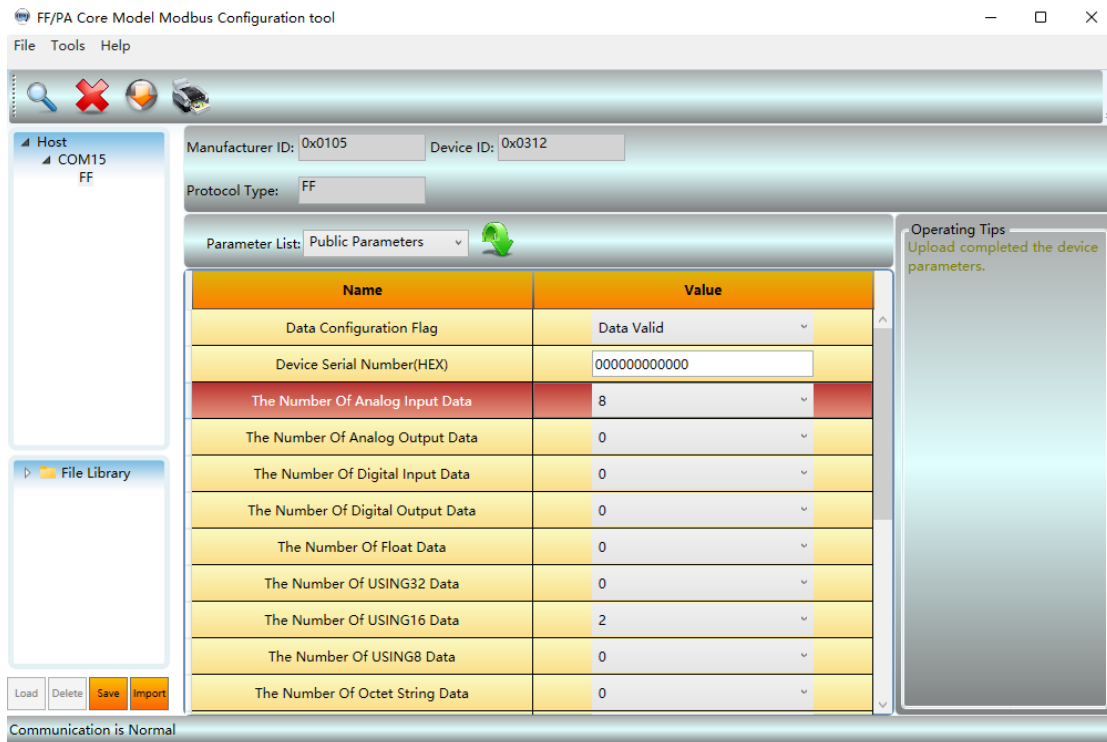 FF/PA Core Model Modbus Configuration tool
File Tools Help
Host
COM15
FF
Manufacturer ID: 0x0105 Device ID: 0x0312
Protocol Type: FF
Parameter List: Public Parameters
Operating Tips
Upload completed the device
parameters.
Name Value
Data Configuration Flag Data Valid
Device Serial Number(HEX) 000000000000
The Number Of Analog Input Data 8
The Number Of Analog Output Data 0
The Number Of Digital Input Data 0
The Number Of Digital Output Data 0
The Number Of Float Data 0
The Number Of USING32 Data 0
The Number Of USING16 Data 2
The Number Of USING8 Data 0
The Number Of Octet String Data 0
File Library
Load Delete Save Import
Communication is Normal